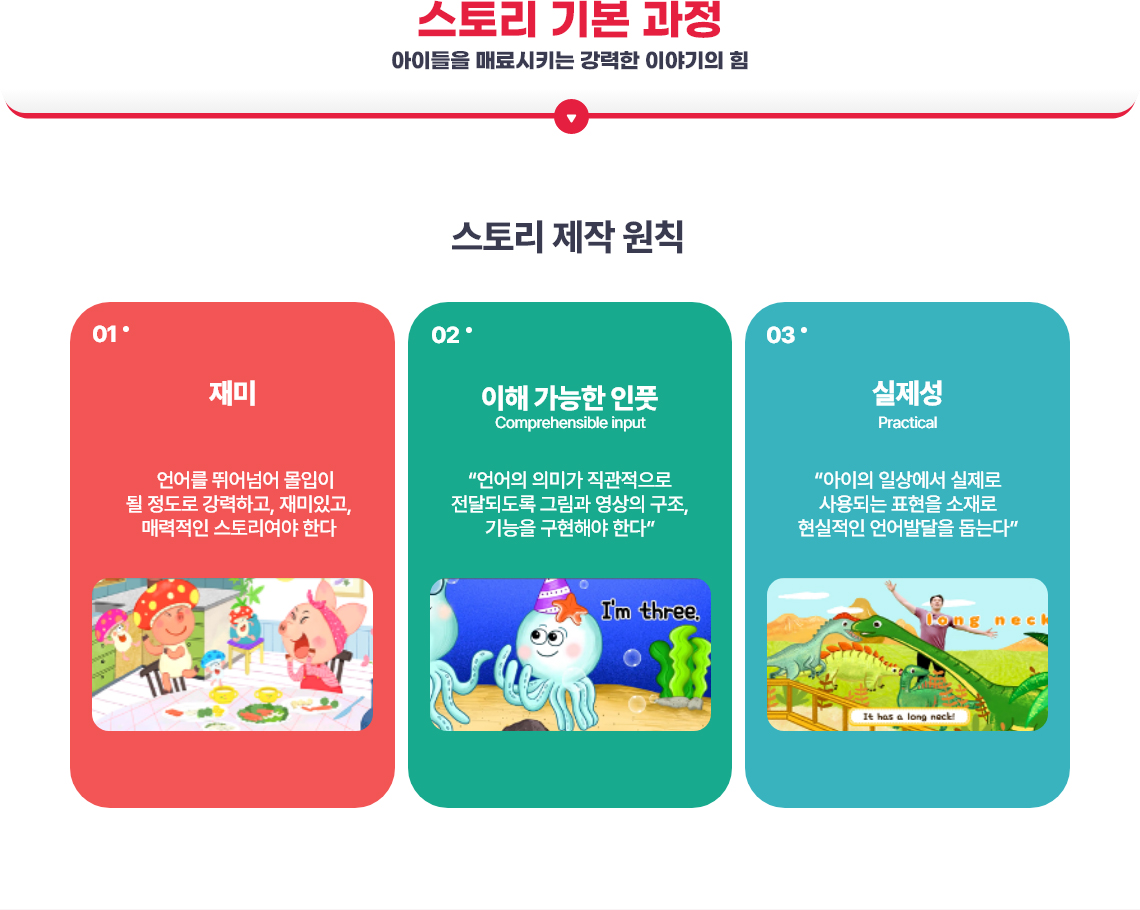 스토리 기본 과정
아이들을 매료시키는 강력한 이야기의 힘
스토리 제작 원칙
01
재미
언어를 뛰어넘어 몰입이
될 정도로 강력하고, 재미있고,
매력적인 스토리여야 한다
02
이해 가능한 인풋
Comprehensible input
“언어의 의미가 직관적으로
전달되도록 그림과 영상의 구조,
기능을 구현해야 한다”
I'm three.
03
실제성
Practical
“아이의 일상에서 실제로
사용되는 표현을 소재로
현실적인 언어발달을 돕는다”
long neck
It has a long neck!